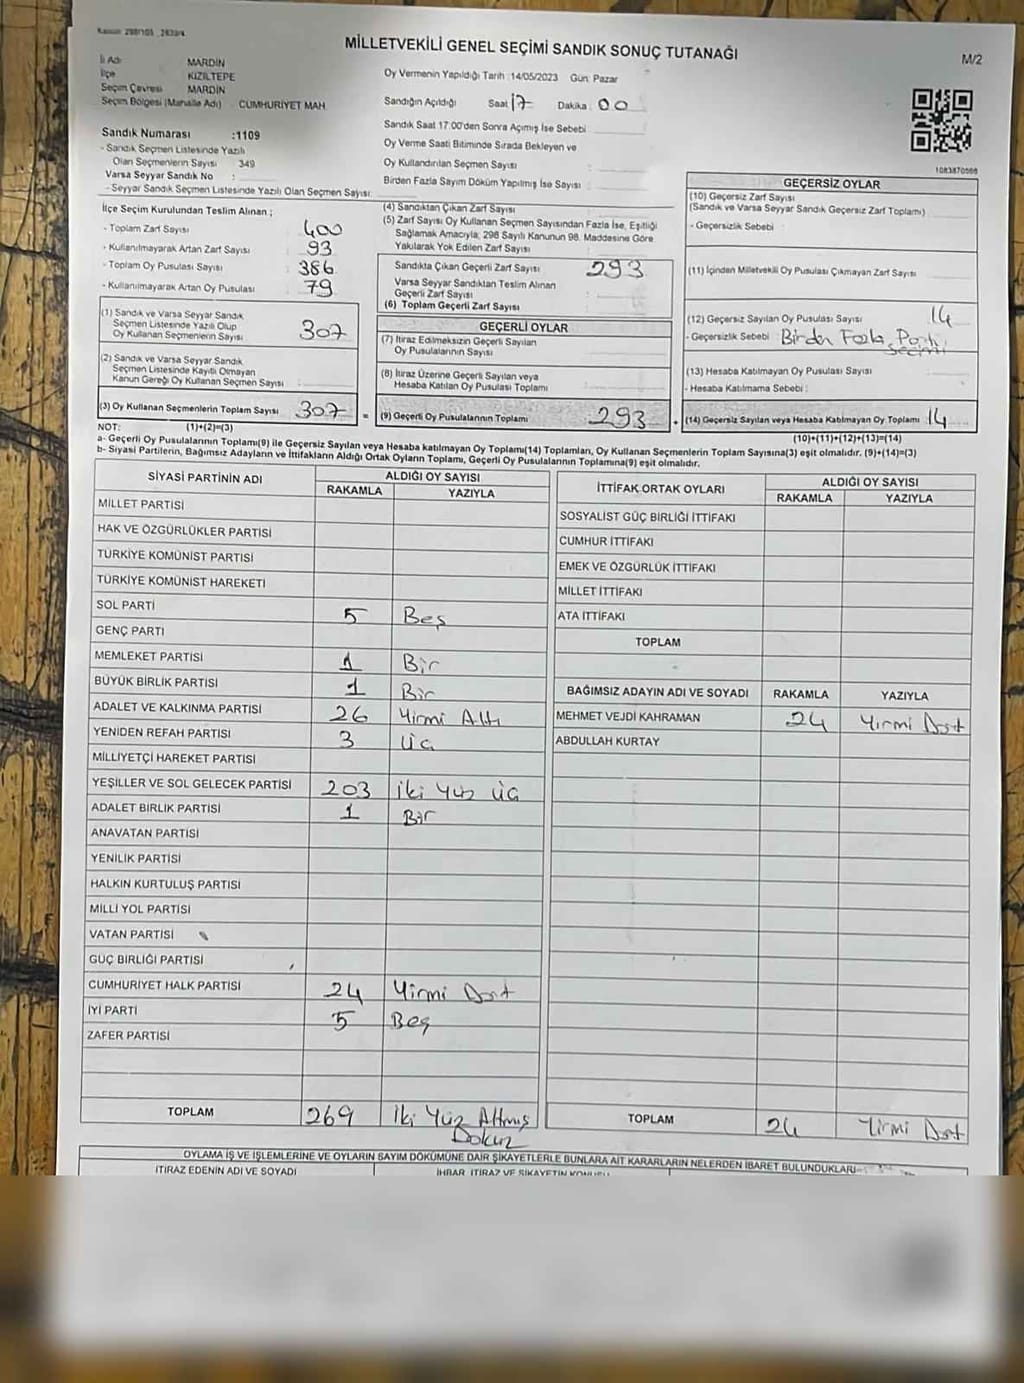 MİLLETVEKİLİ GENEL SEÇİMİ SANDIK SONUÇ TUTANAĞI
M/2
İl Adı MARDİN
İlçe KIZILTEPE
Seçim Çevresi MARDİN
Seçim Bölgesi (Mahalle Adı) CUMHURİYET MAH.
Oy Vermenin Yapıldığı Tarih :14/05/2023 Gün: Pazar
Sandığın Açıldığı Saat 17 Dakika 00
Sandık Saat 17:00'den Sonra Açımış İse Sebebi
Oy Verme Saati Bitiminde Sırada Bekleyen ve
Oy Kullandırılan Seçmen Sayısı
Birden Fazla Sayım Döküm Yapılmış İse Sayısı
Sandık Numarası :1109
- Sandık Seçmen Listesinde Yazılı
Olan Seçmenlerin Sayısı 349
Varsa Seyyar Sandık No :
- Seyyar Sandık Seçmen Listesinde Yazılı Olan Seçmen Sayısı:
1083870566
İlçe Seçim Kurulundan Teslim Alınan ;
- Toplam Zarf Sayısı 400
- Kullanılmayarak Artan Zarf Sayısı 93
- Toplam Oy Pusulası Sayısı 386
- Kullanılmayarak Artan Oy Pusulası 79
(1) Sandık ve Varsa Seyyar Sandık
Seçmen Listesinde Yazılı Olup
Oy Kullanan Seçmenlerin Sayısı 307
(2) Sandık ve Varsa Seyyar Sandık
Seçmen Listesinde Kayıtlı Olmayan
Kanun Gereği Oy Kullanan Seçmen Sayısı
(3) Oy Kullanan Seçmenlerin Toplam Sayısı 307 =
(4) Sandıktan Çıkan Zarf Sayısı
(5) Zarf Sayısı Oy Kullanan Seçmen Sayısından Fazla İse, Eşitliği
Sağlamak Amacıyla, 298 Sayılı Kanunun 98. Maddesine Göre
Yakılarak Yok Edilen Zarf Sayısı
Sandıkta Çıkan Geçerli Zarf Sayısı 293
Varsa Seyyar Sandıktan Teslim Alınan
Geçerli Zarf Sayısı
(6) Toplam Geçerli Zarf Sayısı
GEÇERLİ OYLAR
(7) İtiraz Edilmeksizin Geçerli Sayılan
Oy Pusulalarının Sayısı
(8) İtiraz Üzerine Geçerli Sayılan veya
Hesaba Katılan Oy Pusulası Toplamı
(9) Geçerli Oy Pusulalarının Toplamı 293 +
GEÇERSİZ OYLAR
(10) Geçersiz Zarf Sayısı
(Sandık ve Varsa Seyyar Sandık Geçersiz Zarf Toplamı)
- Geçersizlik Sebebi
(11) İçinden Milletvekili Oy Pusulası Çıkmayan Zarf Sayısı
(12) Geçersiz Sayılan Oy Pusulası Sayısı 14
- Geçersizlik Sebebi : Birden Fazla Parti seçimi
(13) Hesaba Katılmayan Oy Pusulası Sayısı
- Hesaba Katılmama Sebebi :
(14) Geçersiz Sayılan veya Hesaba Katılmayan Oy Toplamı 14
NOT: (1)+(2)=(3) (10)+(11)+(12)+(13)=(14)
a- Geçerli Oy Pusulalarının Toplamı(9) ile Geçersiz Sayılan veya Hesaba katılmayan Oy Toplamı(14) Toplamları, Oy Kullanan Seçmenlerin Toplam Sayısına(3) eşit olmalıdır. (9)+(14)=(3)
b- Siyasi Partilerin, Bağımsız Adayların ve İttifakların Aldığı Ortak Oyların Toplamı, Geçerli Oy Pusulalarının Toplamına(9) eşit olmalıdır.
SİYASİ PARTİNİN ADI ALDIĞI OY SAYISI
RAKAMLA YAZIYLA
MİLLET PARTİSİ
HAK VE ÖZGÜRLÜKLER PARTİSİ
TÜRKİYE KOMÜNİST PARTİSİ
TÜRKİYE KOMÜNİST HAREKETİ
SOL PARTİ 5 Beş
GENÇ PARTİ
MEMLEKET PARTİSİ 1 Bir
BÜYÜK BİRLİK PARTİSİ 1 Bir
ADALET VE KALKINMA PARTİSİ 26 Yirmi Altı
YENİDEN REFAH PARTİSİ 3 üç
MİLLİYETÇİ HAREKET PARTİSİ
YEŞİLLER VE SOL GELECEK PARTİSİ 203 iki yüz üç
ADALET BİRLİK PARTİSİ 1 Bir
ANAVATAN PARTİSİ
YENİLİK PARTİSİ
HALKIN KURTULUŞ PARTİSİ
MİLLİ YOL PARTİSİ
VATAN PARTİSİ
GÜÇ BİRLİĞİ PARTİSİ
CUMHURİYET HALK PARTİSİ 24 Yirmi Dört
İYİ PARTİ 5 Beş
ZAFER PARTİSİ
TOPLAM 269 İki Yüz Altmış
Dokuz
İTTİFAK ORTAK OYLARI ALDIĞI OY SAYISI
RAKAMLA YAZIYLA
SOSYALİST GÜÇ BİRLİĞİ İTTİFAKI
CUMHUR İTTİFAKI
EMEK VE ÖZGÜRLÜK İTTİFAKI
MİLLET İTTİFAKI
ATA İTTİFAKI
TOPLAM
BAĞIMSIZ ADAYIN ADI VE SOYADI RAKAMLA YAZIYLA
MEHMET VEJDİ KAHRAMAN 24 Yirmi Dört
ABDULLAH KURTAY
TOPLAM 24 Yirmi Dört
OYLAMA İŞ VE İŞLEMLERİNE VE OYLARIN SAYIM DÖKÜMÜNE DAİR ŞİKAYETLERLE BUNLARA AİT KARARLARIN NELERDEN İBARET BULUNDUKLARI
İTİRAZ EDENİN ADI VE SOYADI İHBAR, İTİRAZ VE ŞİKAYETİN KONUSU